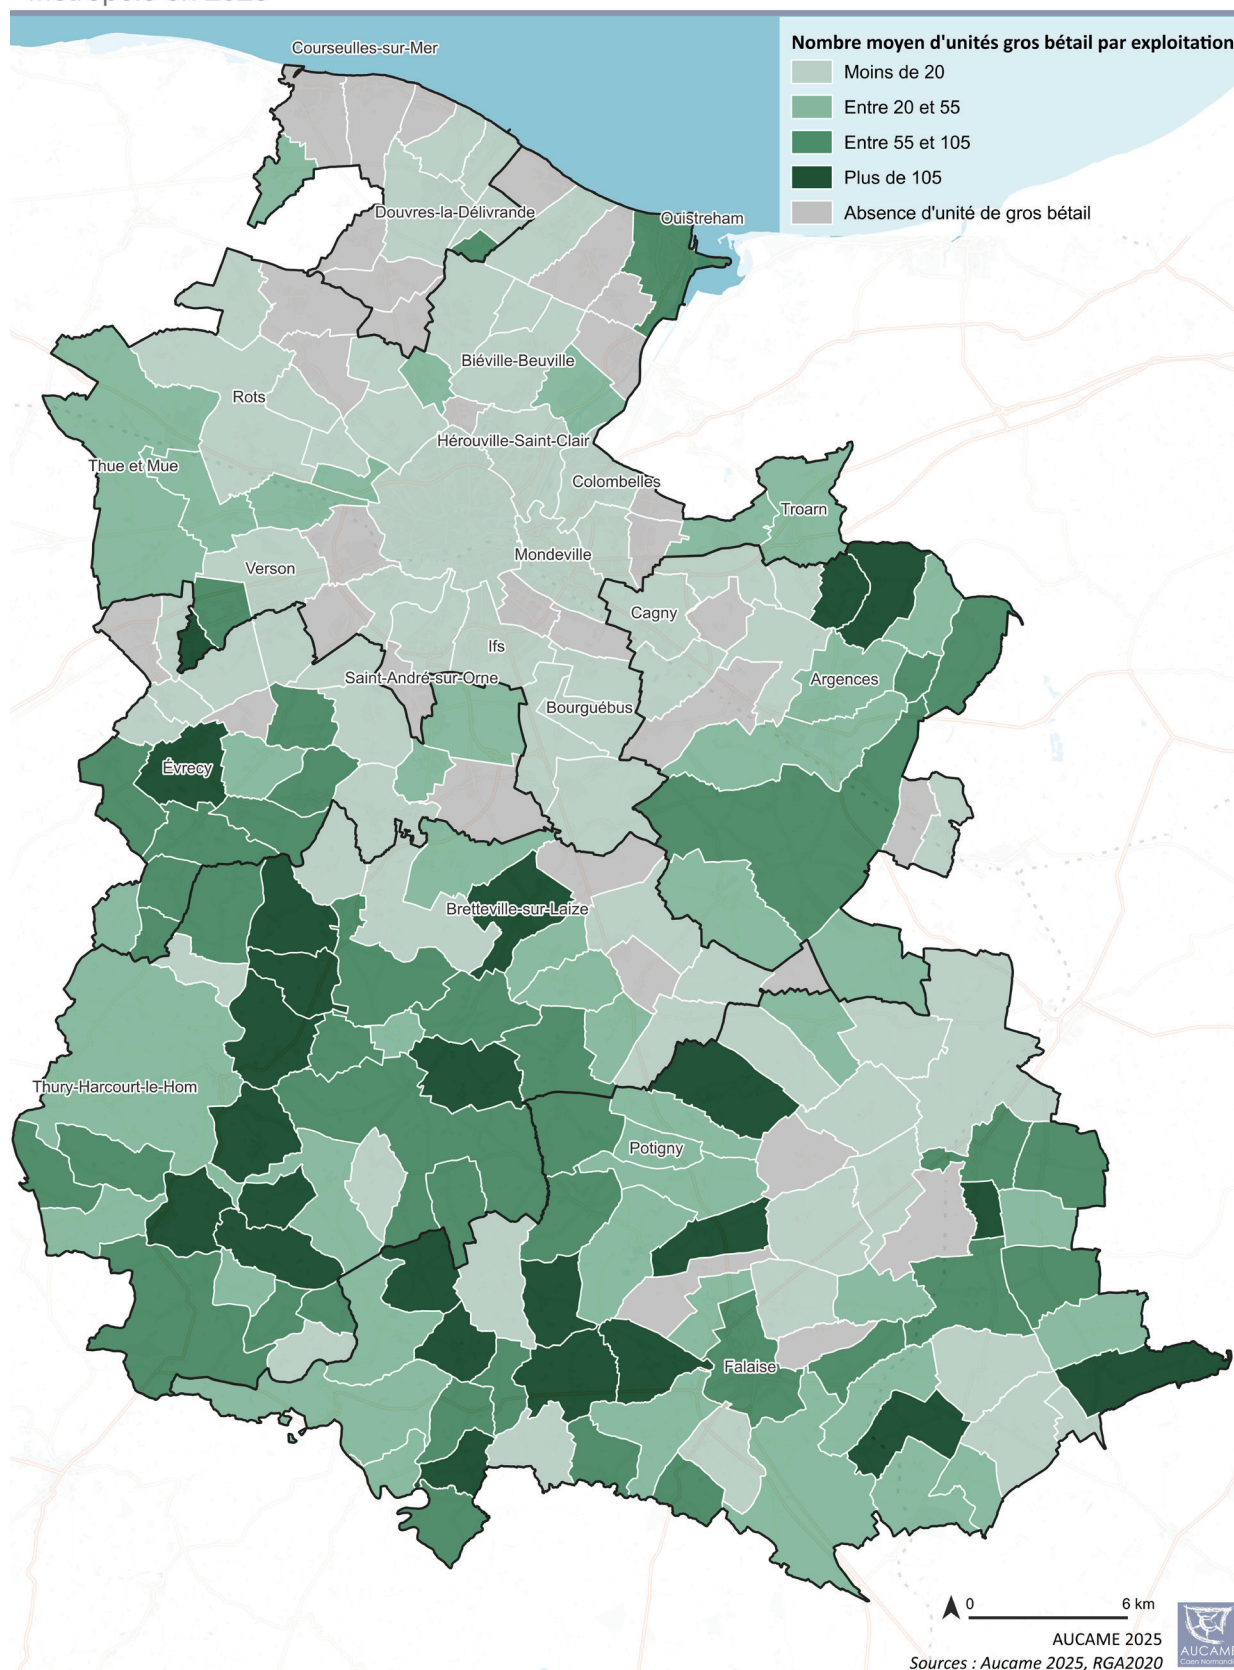 Courseulles-sur-Mer
Nombre moyen d'unités gros bétail par exploitation
Moins de 20
Entre 20 et 55
Entre 55 et 105
Plus de 105
Absence d'unité de gros bétail
Douvres-la-Délivrande
Ouistreham
Biéville-Beuville
Rots
Hérouville-Saint-Clair
Thue et Mue
Colombelles
Troarn
Mondeville
Verson
Cagny
Ifs
Saint-André-sur-Orne
Argences
Bourguébus
Évrecy
Bretteville-sur-Laize
Thury-Harcourt-le-Hom
Potigny
Falaise
0 6 km
AUCAME 2025
Sources : Aucame 2025, RGA2020
AUCAME